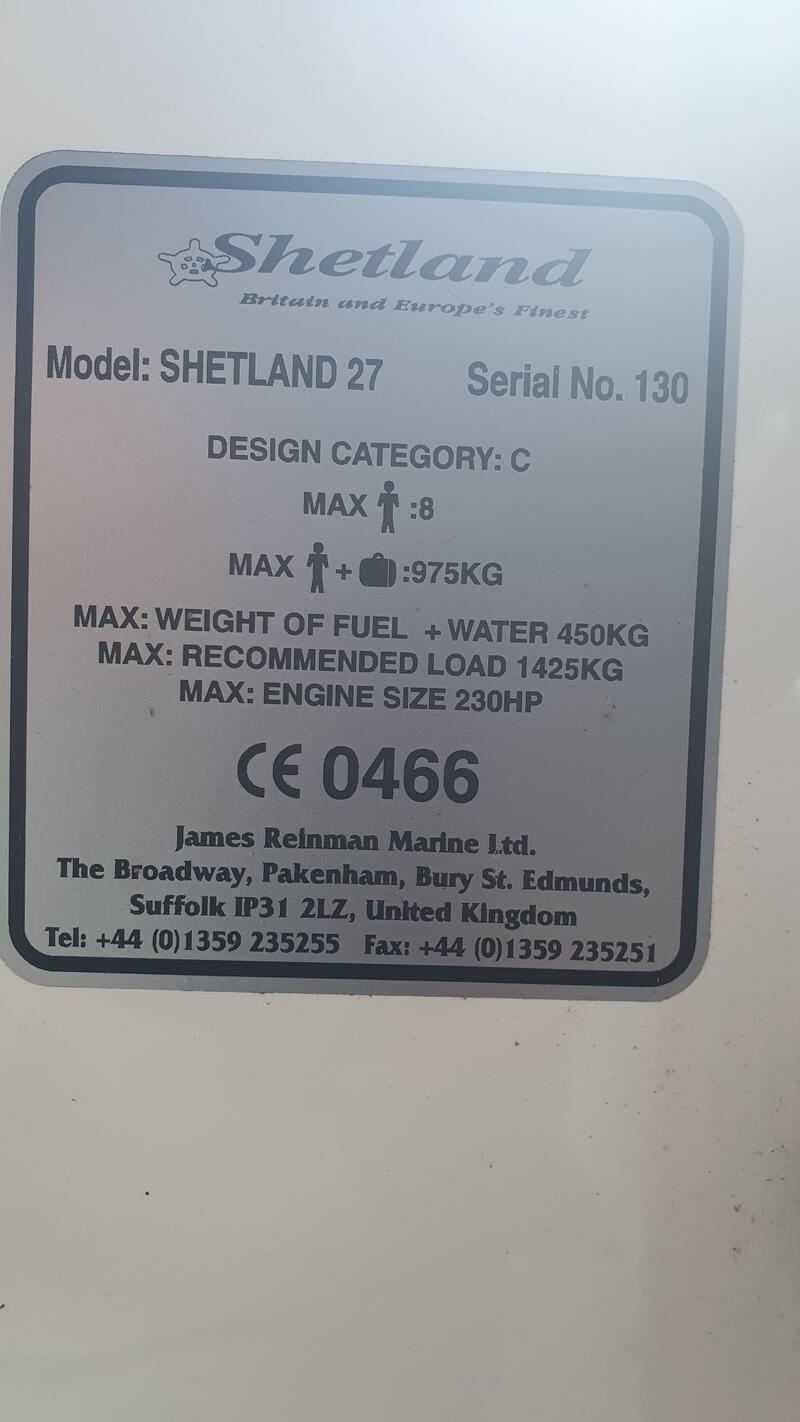 Shetland
Britain and Europe's Finest
Model: SHETLAND 27 Serial No. 130
DESIGN CATEGORY: C
MAX :8
MAX + :975KG
MAX: WEIGHT OF FUEL + WATER 450KG
MAX: RECOMMENDED LOAD 1425KG
MAX: ENGINE SIZE 230HP
CE 0466
James Reinman Marine Ltd.
The Broadway, Pakenham, Bury St. Edmunds,
Suffolk IP31 2LZ, United Kingdom
Tel: +44 (0)1359 235255 Fax: +44 (0)1359 235251